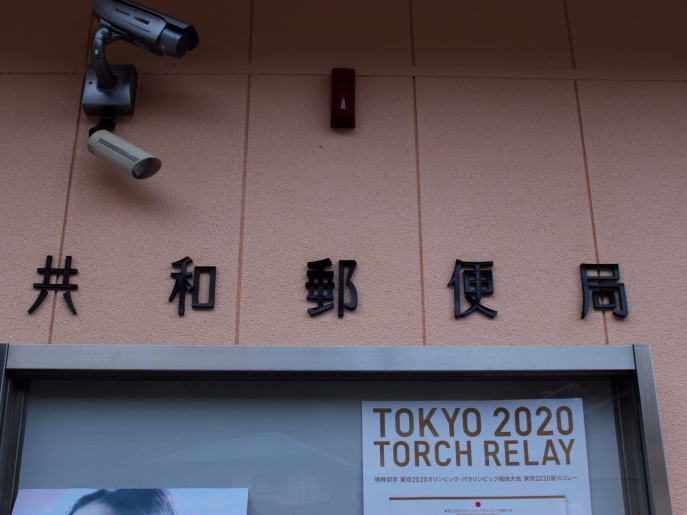 共和郵便局
TOKYO 2020
TORCH RELAY
特殊切手 東京2020オリンピック・パラリンピック競技大会 東京2020聖火リレー